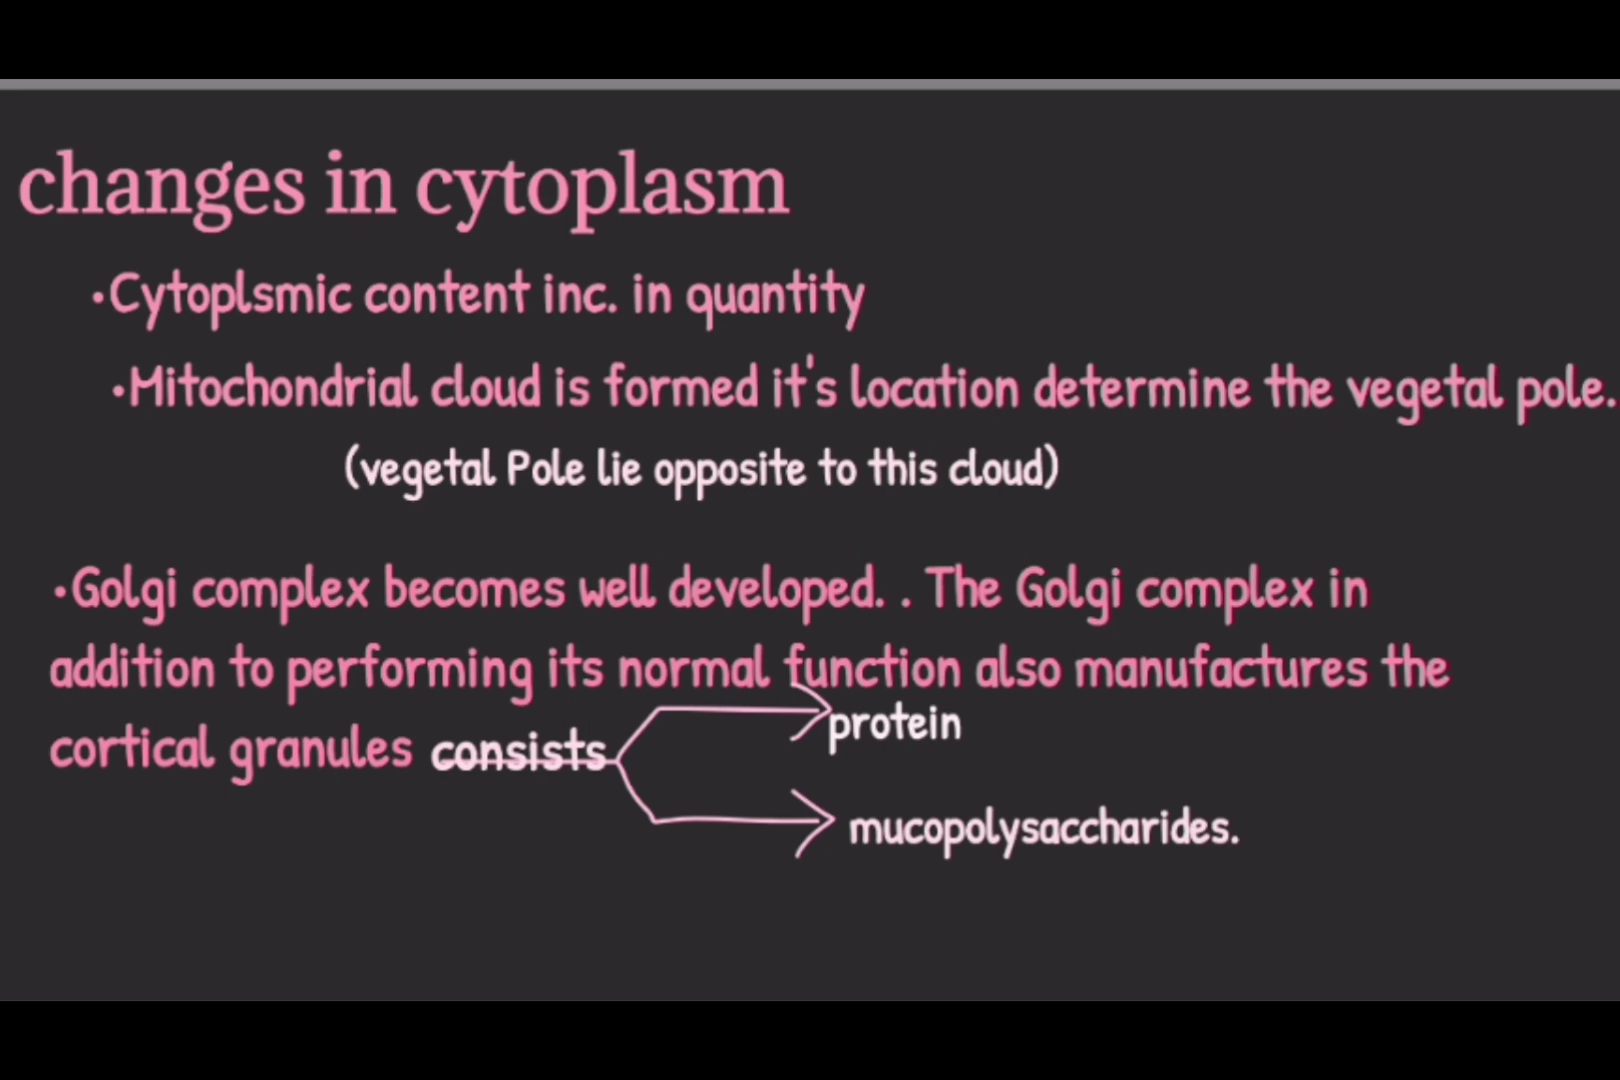 changes in cytoplasm
•Cytoplsmic content inc. in quantity
•Mitochondrial cloud is formed it's location determine the vegetal pole.
(vegetal Pole lie opposite to this cloud)
•Golgi complex becomes well developed. . The Golgi complex in
addition to performing its normal function also manufactures the
cortical granules consists
protein
mucopolysaccharides.